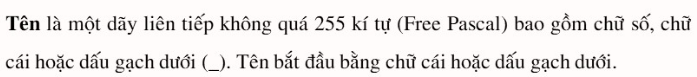 Tên là một dãy liên tiếp không quá 255 kí tự (Free Pascal) bao gồm chữ số, chữ
cái hoặc dấu gạch dưới (_). Tên bắt đầu bằng chữ cái hoặc dấu gạch dưới.